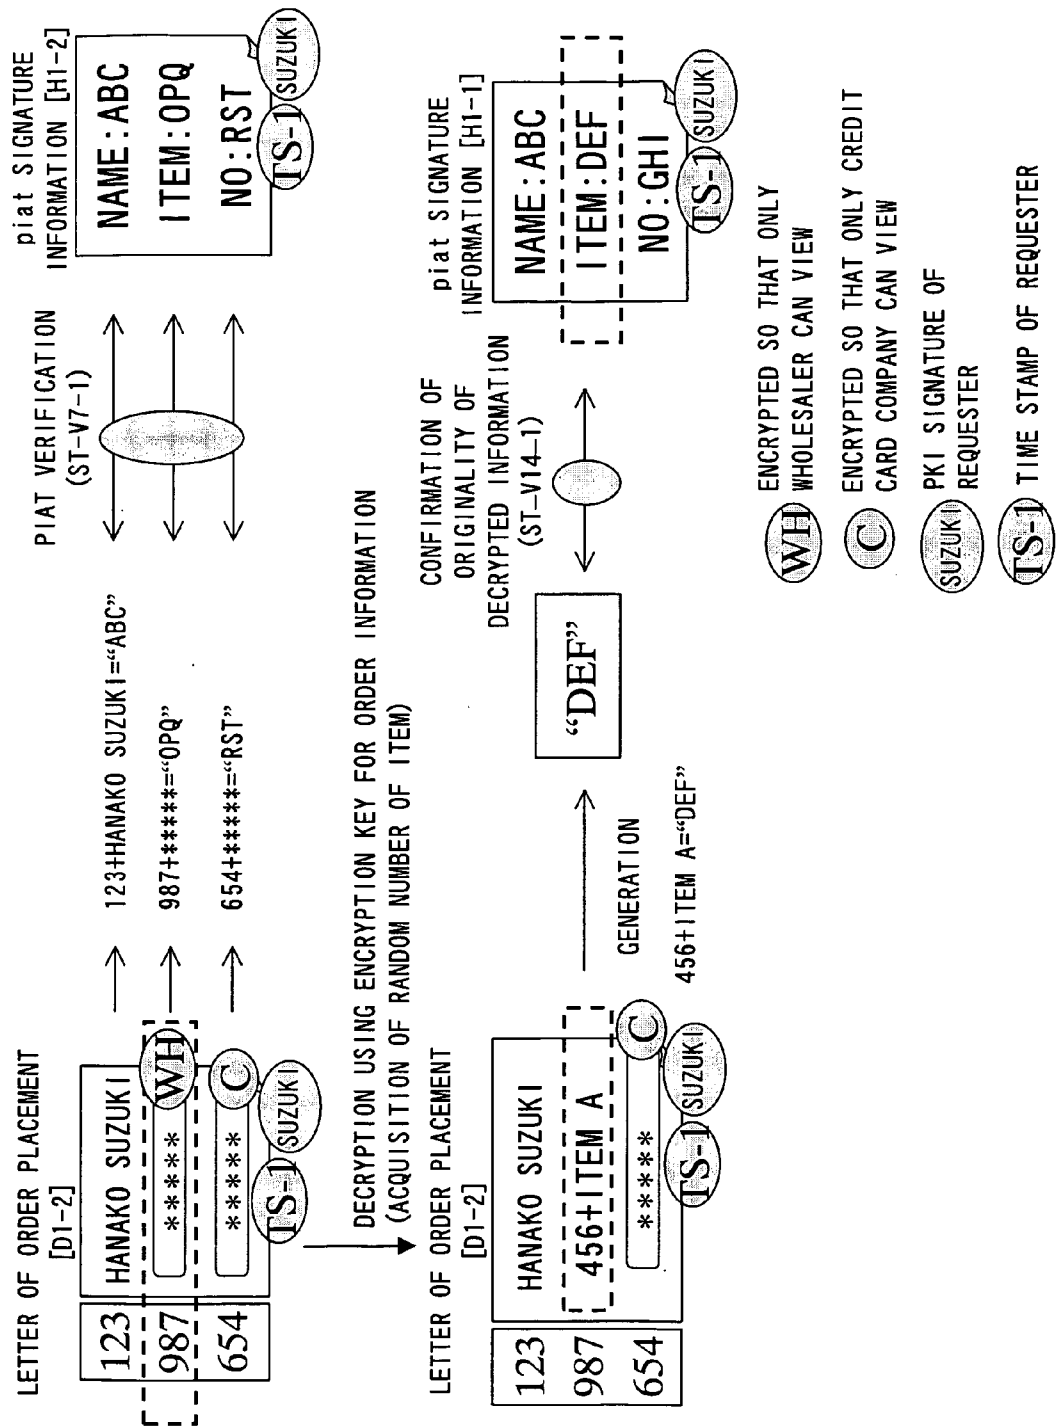 LETTER OF ORDER PLACEMENT
[D1-2]
123
HANAKO SUZUKI
987
*****
WH
654
*****
C
TS-1
SUZUKI
123+HANAKO SUZUKI=“ABC”
987+*****=“OPQ”
654+*****=“RST”
PIAT VERIFICATION
(ST-V7-1)
piat SIGNATURE
INFORMATION [H1-2]
NAME:ABC
ITEM:OPQ
NO:RST
TS-1
SUZUKI
DECRYPTION USING ENCRYPTION KEY FOR ORDER INFORMATION
(ACQUISITION OF RANDOM NUMBER OF ITEM)
LETTER OF ORDER PLACEMENT
[D1-2]
123
HANAKO SUZUKI
987
456+ITEM A
654
*****
C
TS-1
SUZUKI
GENERATION
456+ITEM A=“DEF”
“DEF”
CONFIRMATION OF
ORIGINALITY OF
DECRYPTED INFORMATION
(ST-V14-1)
piat SIGNATURE
INFORMATION [H1-1]
NAME:ABC
ITEM:DEF
NO:GHI
TS-1
SUZUKI
WH
ENCRYPTED SO THAT ONLY
WHOLESALER CAN VIEW
C
ENCRYPTED SO THAT ONLY CREDIT
CARD COMPANY CAN VIEW
SUZUKI
PKI SIGNATURE OF
REQUESTER
TS-1
TIME STAMP OF REQUESTER